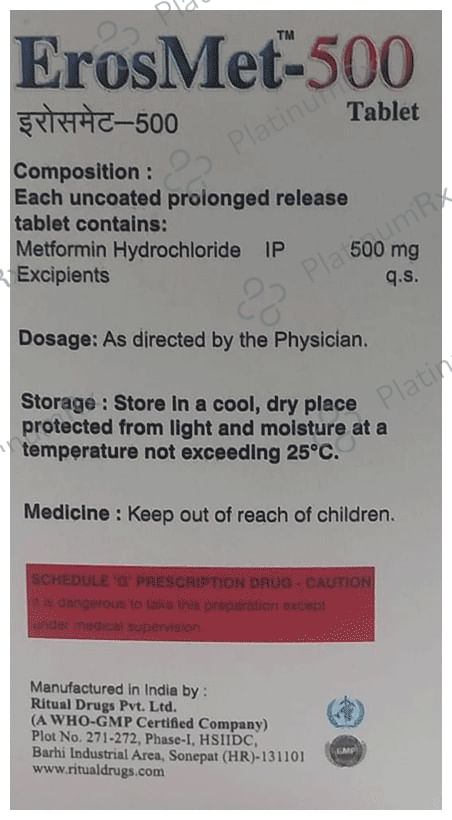 ErosMet™-500
इरोसमेट–500
Tablet
Composition :
Each uncoated prolonged release
tablet contains:
Metformin Hydrochloride IP 500 mg
Excipients q.s.
Dosage: As directed by the Physician.
Storage : Store in a cool, dry place
protected from light and moisture at a
temperature not exceeding 25°C.
Medicine : Keep out of reach of children.
SCHEDULE 'G' PRESCRIPTION DRUG - CAUTION
It is dangerous to take this preparation except
under medical supervision
Manufactured in India by :
Ritual Drugs Pvt. Ltd.
(A WHO-GMP Certified Company)
Plot No. 271-272, Phase-I, HSIIDC,
Barhi Industrial Area, Sonepat (HR)-131101
www.ritualdrugs.com
GMP
PlatinumRx
PlatinumRx